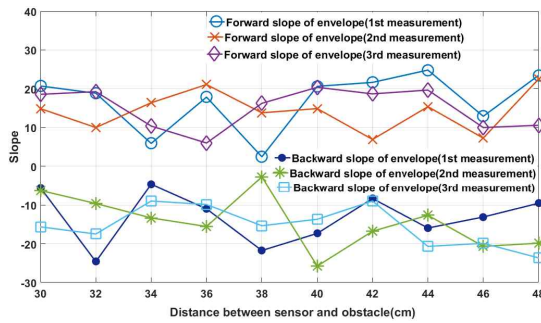 40
30
20
10
0
-10
-20
-30
Slope
Forward slope of envelope(1st measurement)
Forward slope of envelope(2nd measurement)
Forward slope of envelope(3rd measurement)
Backward slope of envelope(1st measurement)
Backward slope of envelope(2nd measurement)
Backward slope of envelope(3rd measurement)
30 32 34 36 38 40 42 44 46 48
Distance between sensor and obstacle(cm)